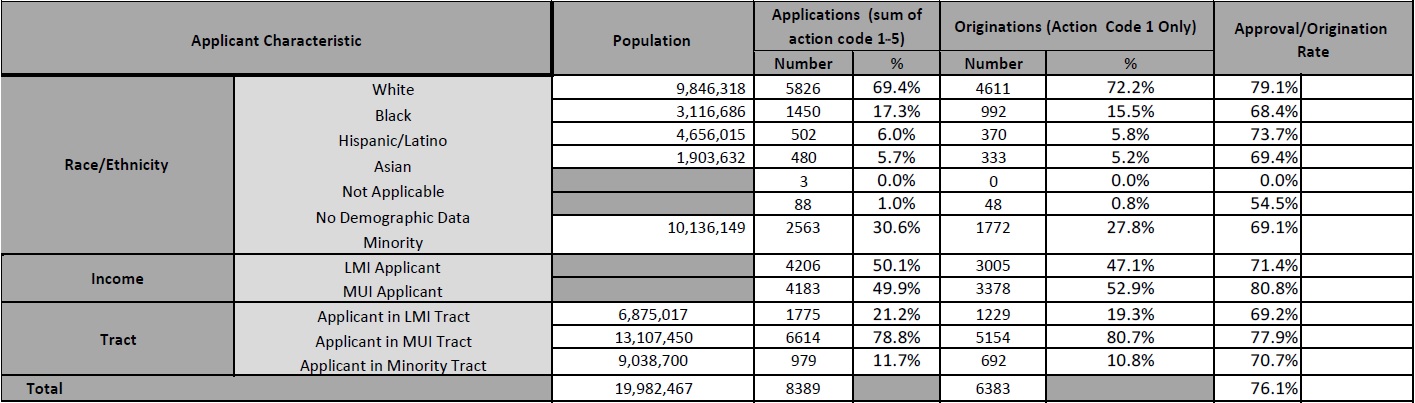 Applicant Characteristic Population Applications (sum of action code 1-5) Originations (Action Code 1 Only) Approval/Origination Rate
Number % Number %
Race/Ethnicity
White 9,846,318 5826 69.4% 4611 72.2% 79.1%
Black 3,116,686 1450 17.3% 992 15.5% 68.4%
Hispanic/Latino 4,656,015 502 6.0% 370 5.8% 73.7%
Asian 1,903,632 480 5.7% 333 5.2% 69.4%
Not Applicable 3 0.0% 0 0.0% 0.0%
No Demographic Data 88 1.0% 48 0.8% 54.5%
Minority 10,136,149 2563 30.6% 1772 27.8% 69.1%
Income
LMI Applicant 4206 50.1% 3005 47.1% 71.4%
MUI Applicant 4183 49.9% 3378 52.9% 80.8%
Tract
Applicant in LMI Tract 6,875,017 1775 21.2% 1229 19.3% 69.2%
Applicant in MUI Tract 13,107,450 6614 78.8% 5154 80.7% 77.9%
Applicant in Minority Tract 9,038,700 979 11.7% 692 10.8% 70.7%
Total 19,982,467 8389 6383 76.1%